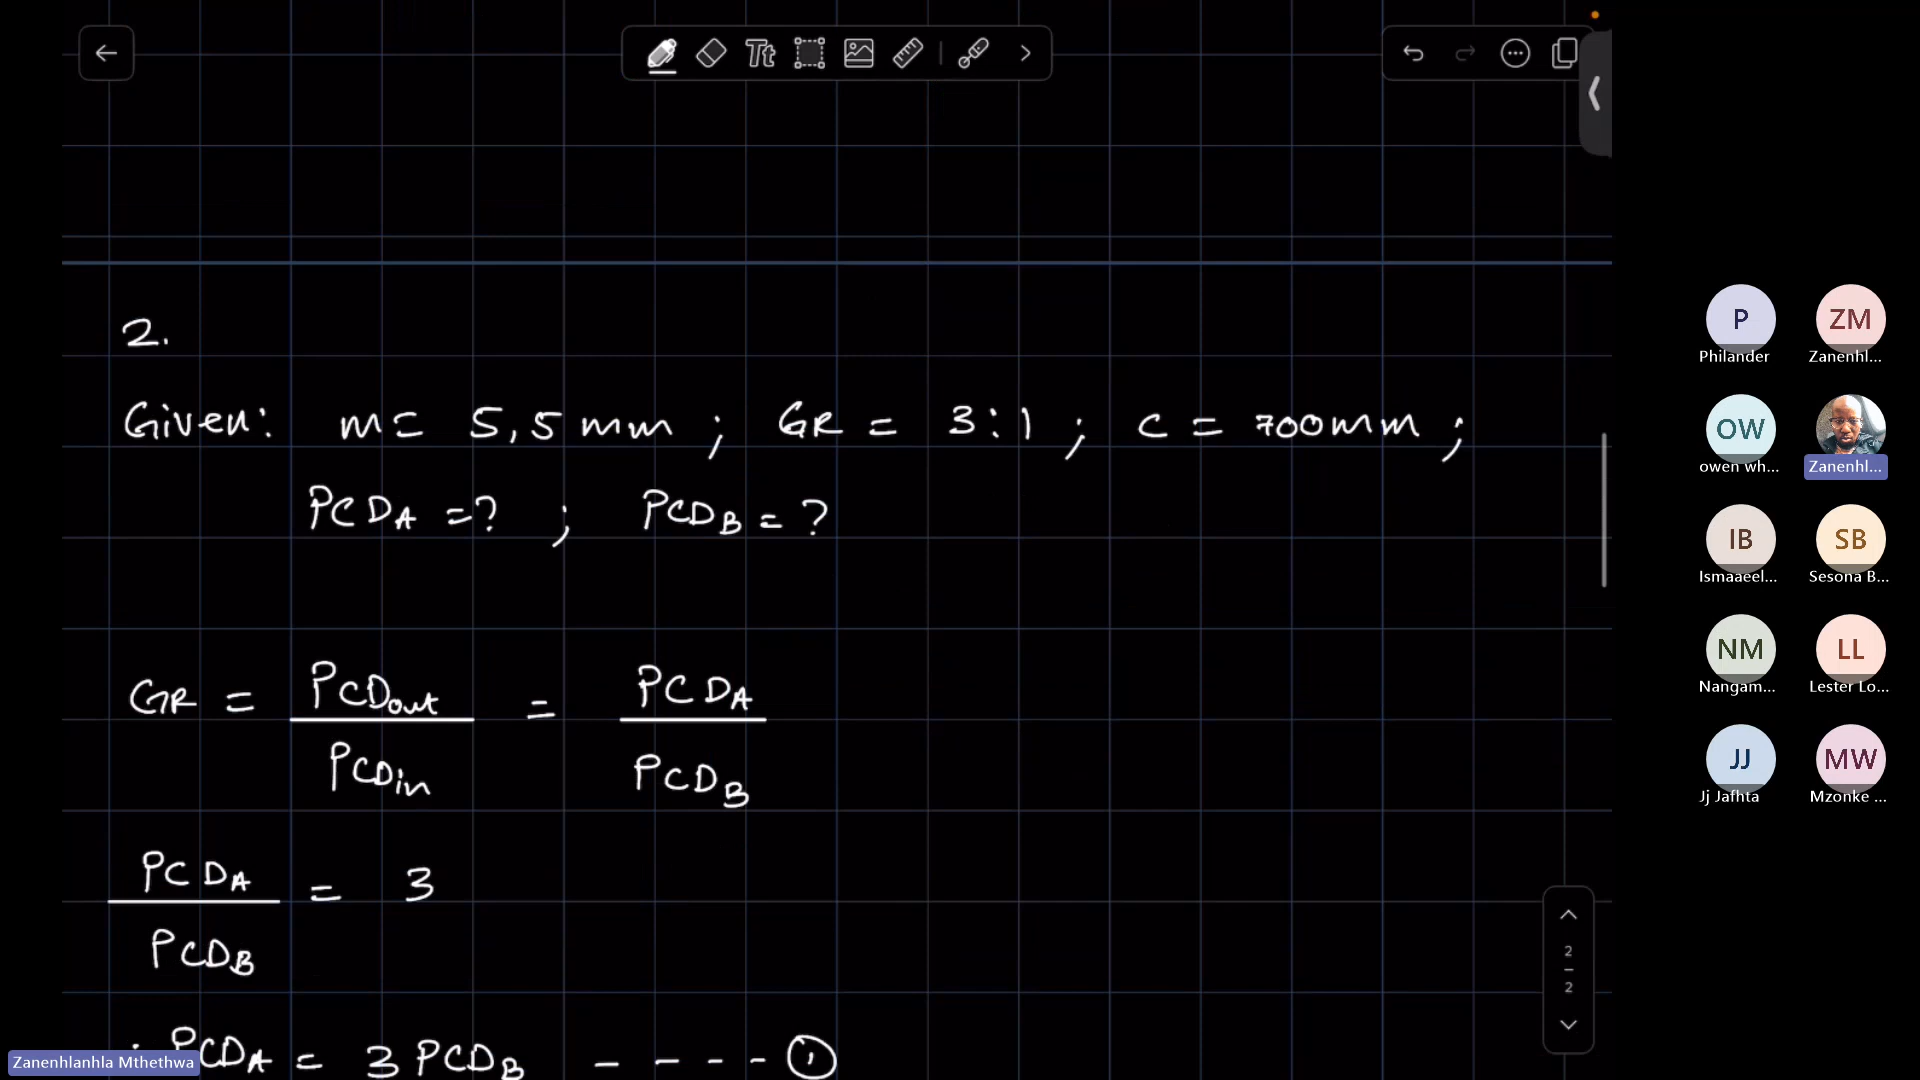 Tt
2.
Given: m = 5,5 mm ; GR = 3:1 ; c = 700mm ;
PCDA =? ; PCDB = ?
GR = PCDout / PCDin = PCDA / PCDB
PCDA / PCDB = 3
PCDA = 3 PCDB - - - - ①
2
2
P
Philander
ZM
Zanenhl...
OW
owen wh...
Zanenhl...
IB
Ismaaeel...
SB
Sesona B...
NM
Nangam...
LL
Lester Lo...
JJ
Jj Jafhta
MW
Mzonke ...
Zanenhlanhla Mthethwa